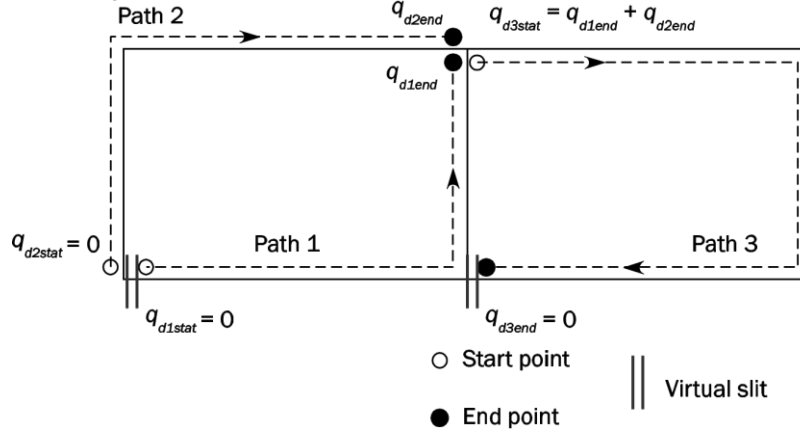 Path 2
q_d2end
q_d3stat = q_d1end + q_d2end
q_d1end
q_d2stat = 0
Path 1
Path 3
q_d1stat = 0
q_d3end = 0
Start point
Virtual slit
End point